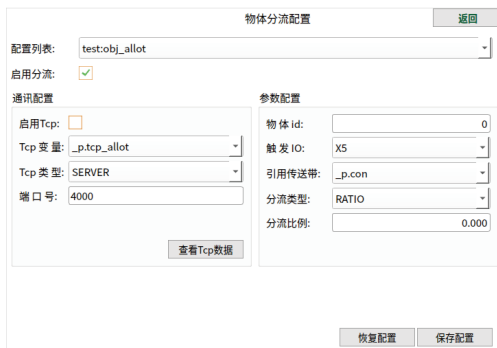 物体分流配置
返回
配置列表: test:obj_allot
启用分流:
通讯配置
启用Tcp:
Tcp 变 量: _p.tcp_allot
Tcp 类 型: SERVER
端 口 号: 4000
查看Tcp数据
参数配置
物 体 id: 0
触 发 IO: X5
引用传送带: _p.con
分流类型: RATIO
分流比例: 0.000
恢复配置
保存配置